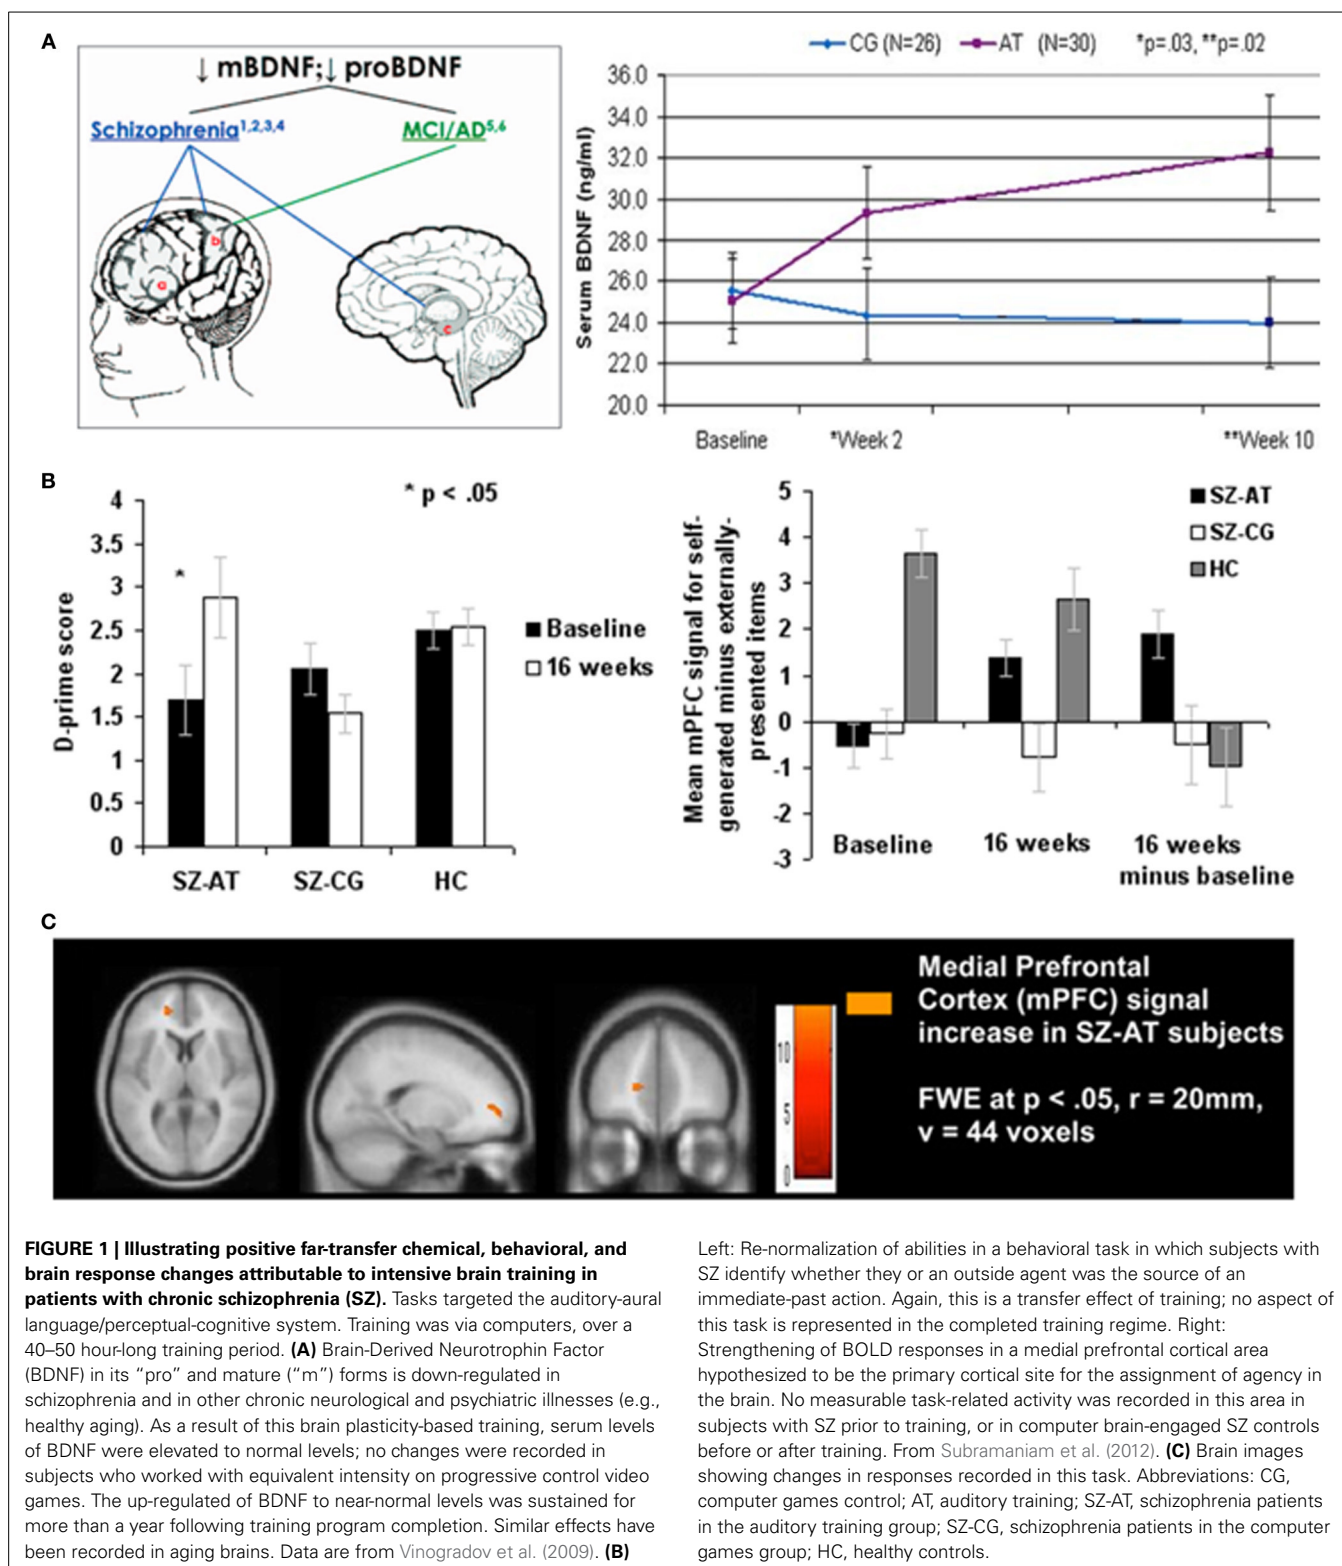 A
↓ mBDNF;↓ proBDNF
Schizophrenia1,2,3,4
MCI/AD5,6
a
b
c
CG (N=26)
AT (N=30)
*p=.03, **p=.02
Serum BDNF (ng/ml)
36.0
34.0
32.0
30.0
28.0
26.0
24.0
22.0
20.0
Baseline
*Week 2
**Week 10
B
* p < .05
D-prime score
4
3.5
3
2.5
2
1.5
1
0.5
0
*
Baseline
16 weeks
SZ-AT
SZ-CG
HC
Mean mPFC signal for self-
generated minus externally-
presented items
5
4
3
2
1
0
-1
-2
-3
SZ-AT
SZ-CG
HC
Baseline
16 weeks
16 weeks
minus baseline
C
10
5
0
Medial Prefrontal
Cortex (mPFC) signal
increase in SZ-AT subjects
FWE at p < .05, r = 20mm,
v = 44 voxels
FIGURE 1 | Illustrating positive far-transfer chemical, behavioral, and
brain response changes attributable to intensive brain training in
patients with chronic schizophrenia (SZ). Tasks targeted the auditory-aural
language/perceptual-cognitive system. Training was via computers, over a
40–50 hour-long training period. (A) Brain-Derived Neurotrophin Factor
(BDNF) in its “pro” and mature (“m”) forms is down-regulated in
schizophrenia and in other chronic neurological and psychiatric illnesses (e.g.,
healthy aging). As a result of this brain plasticity-based training, serum levels
of BDNF were elevated to normal levels; no changes were recorded in
subjects who worked with equivalent intensity on progressive control video
games. The up-regulated of BDNF to near-normal levels was sustained for
more than a year following training program completion. Similar effects have
been recorded in aging brains. Data are from Vinogradov et al. (2009). (B)
Left: Re-normalization of abilities in a behavioral task in which subjects with
SZ identify whether they or an outside agent was the source of an
immediate-past action. Again, this is a transfer effect of training; no aspect of
this task is represented in the completed training regime. Right:
Strengthening of BOLD responses in a medial prefrontal cortical area
hypothesized to be the primary cortical site for the assignment of agency in
the brain. No measurable task-related activity was recorded in this area in
subjects with SZ prior to training, or in computer brain-engaged SZ controls
before or after training. From Subramaniam et al. (2012). (C) Brain images
showing changes in responses recorded in this task. Abbreviations: CG,
computer games control; AT, auditory training; SZ-AT, schizophrenia patients
in the auditory training group; SZ-CG, schizophrenia patients in the computer
games group; HC, healthy controls.